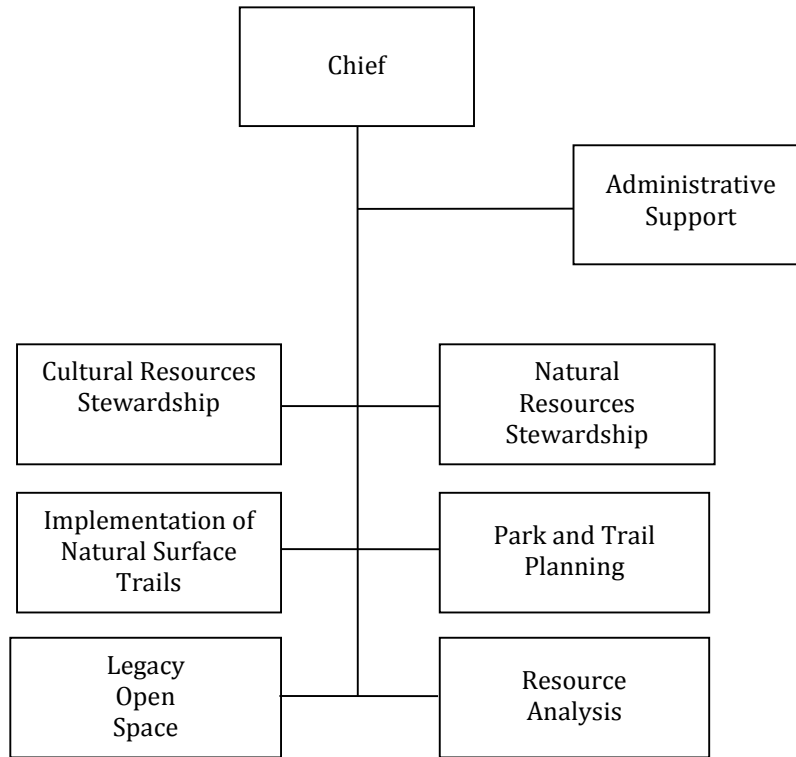 Chief
Administrative
Support
Cultural Resources
Stewardship
Natural
Resources
Stewardship
Implementation of
Natural Surface
Trails
Park and Trail
Planning
Legacy
Open
Space
Resource
Analysis